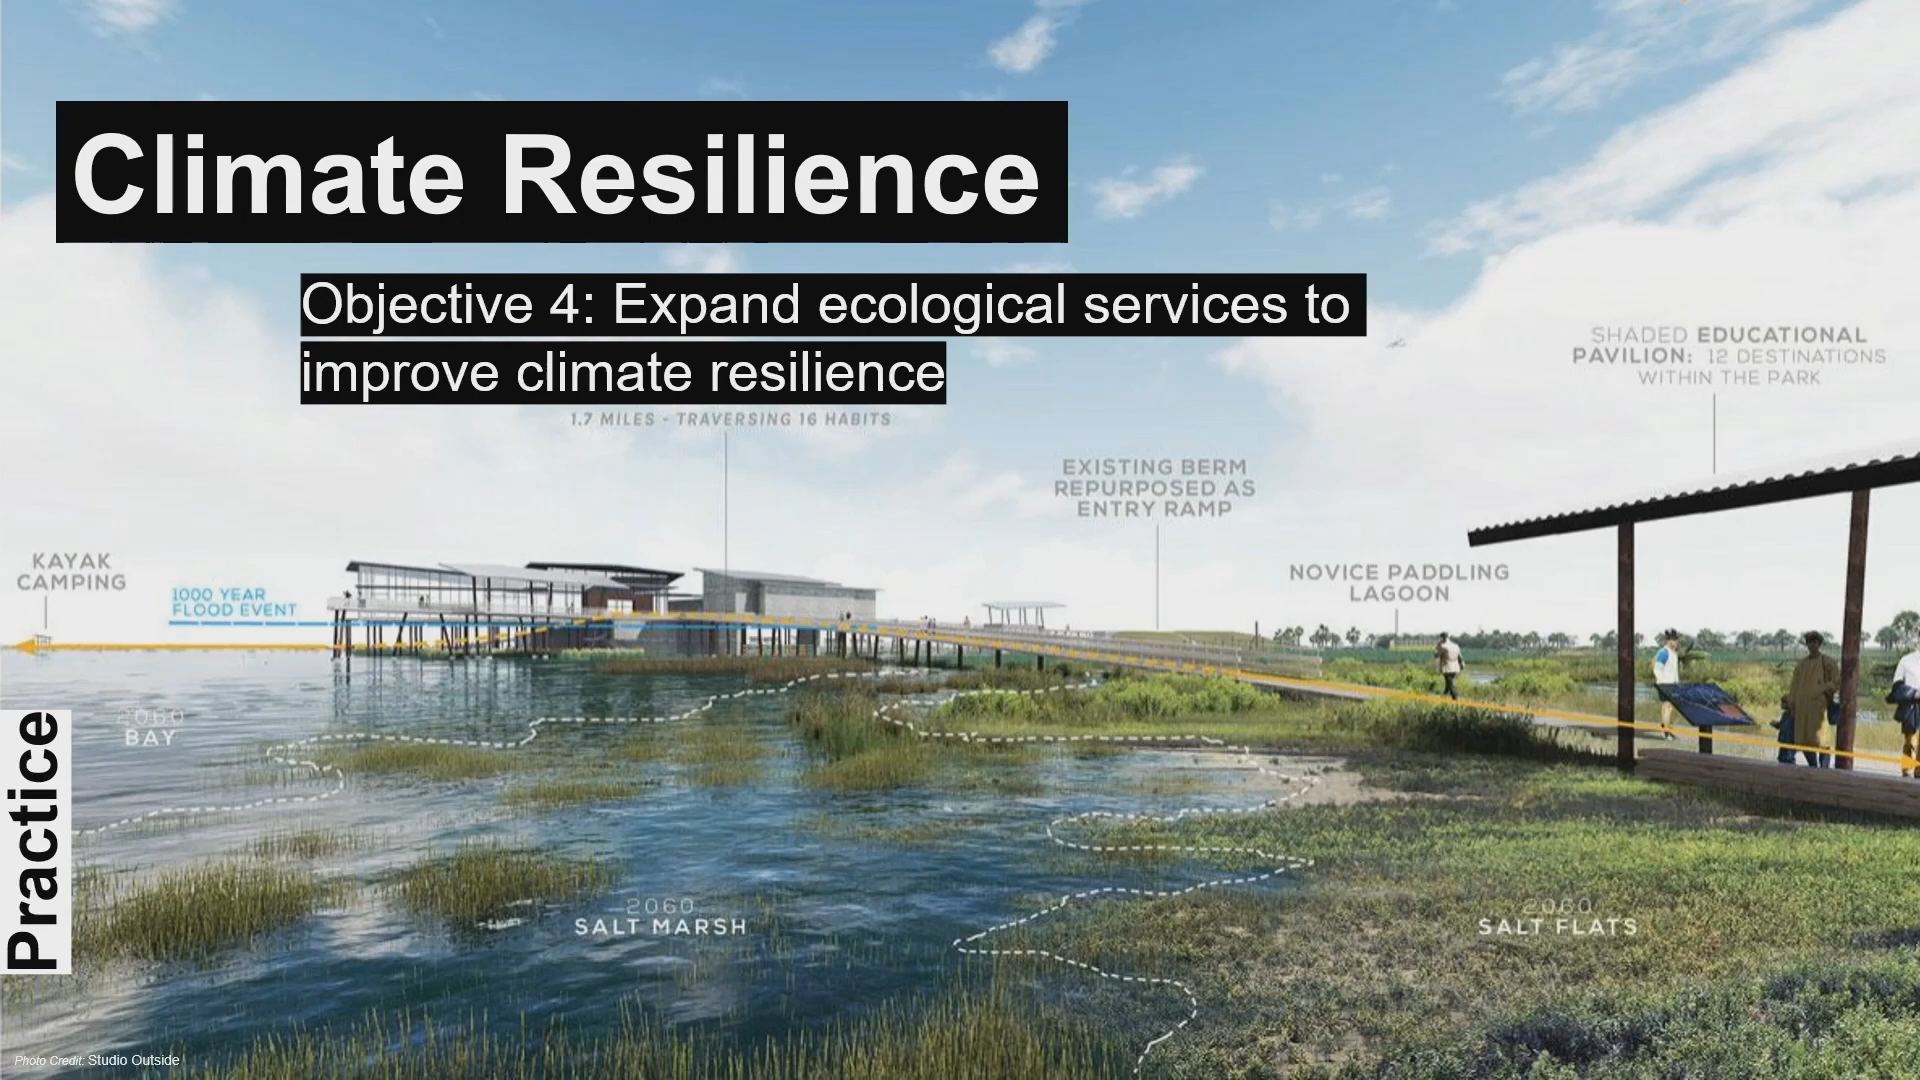 Climate Resilience
Objective 4: Expand ecological services to
improve climate resilience
1.7 MILES - TRAVERSING 16 HABITS
SHADED EDUCATIONAL
PAVILION: 12 DESTINATIONS
WITHIN THE PARK
EXISTING BERM
REPURPOSED AS
ENTRY RAMP
KAYAK
CAMPING
1000 YEAR
FLOOD EVENT
NOVICE PADDLING
LAGOON
2060
BAY
Practice
2060
SALT MARSH
2060
SALT FLATS
Photo Credit: Studio Outside